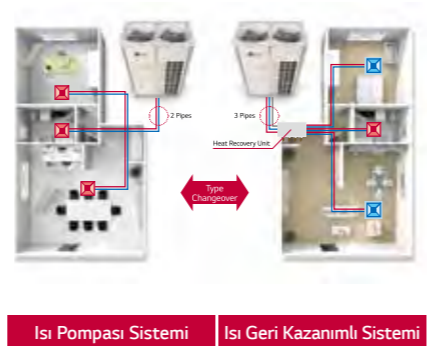 2 Pipes
3 Pipes
Heat Recovery Unit
Type
Changeover
Isı Pompası Sistemi
Isı Geri Kazanımlı Sistemi